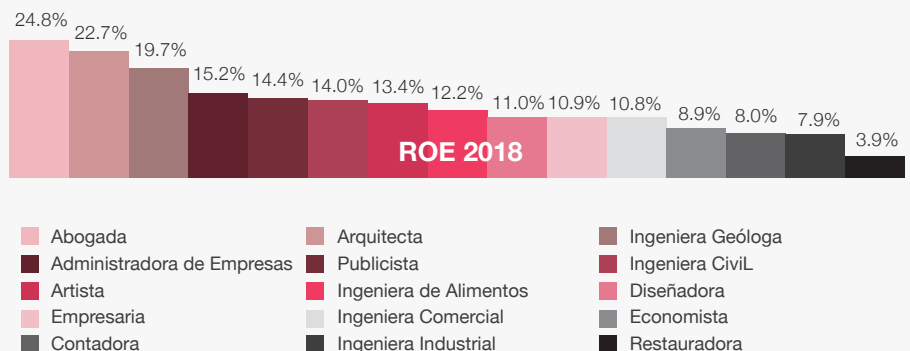 24.8%
22.7%
19.7%
15.2%
14.4%
14.0%
13.4%
12.2%
11.0%
10.9%
10.8%
8.9%
8.0%
7.9%
3.9%
ROE 2018
Abogada
Arquitecta
Ingeniera Geóloga
Administradora de Empresas
Publicista
Ingeniera CiviL
Artista
Ingeniera de Alimentos
Diseñadora
Empresaria
Ingeniera Comercial
Economista
Contadora
Ingeniera Industrial
Restauradora